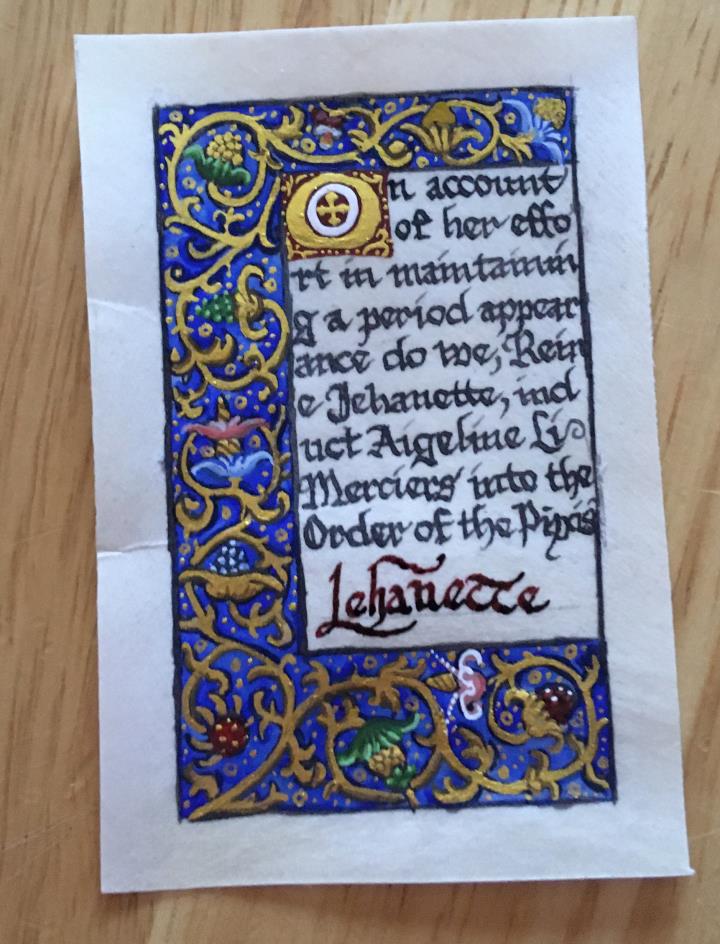 On account
of her effo
rt in maintainin
g a period appear
ance do we, Rein
e Jehanette, ind
uct Aigeline Li
Merciers into the
Order of the Pipes
Jehanette